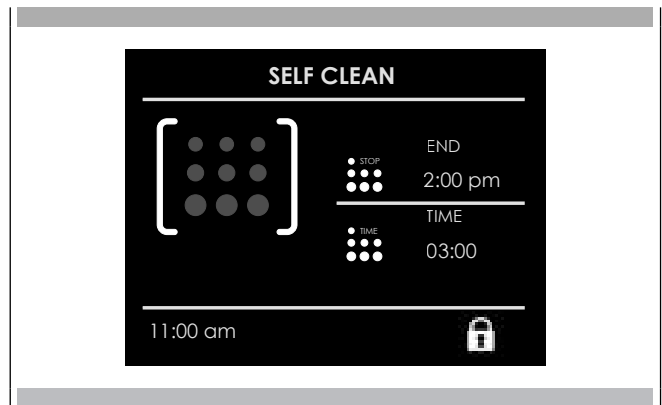 SELF CLEAN
STOP
END
2:00 pm
TIME
TIME
03:00
11:00 am